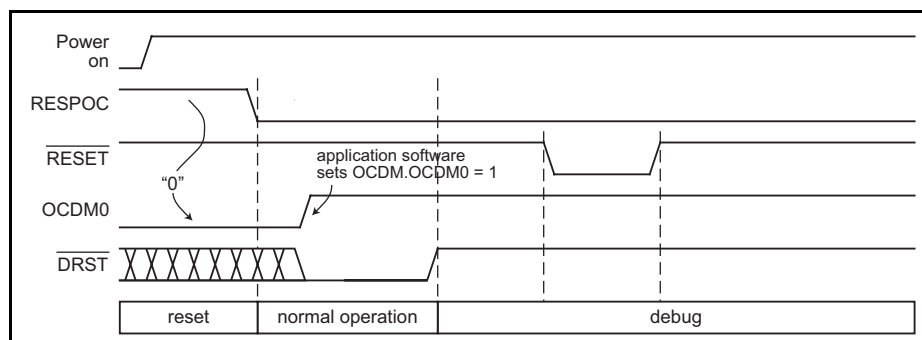 Power
on
RESPOC
RESET
application software
sets OCDM.OCDM0 = 1
“0”
OCDM0
DRST
reset
normal operation
debug